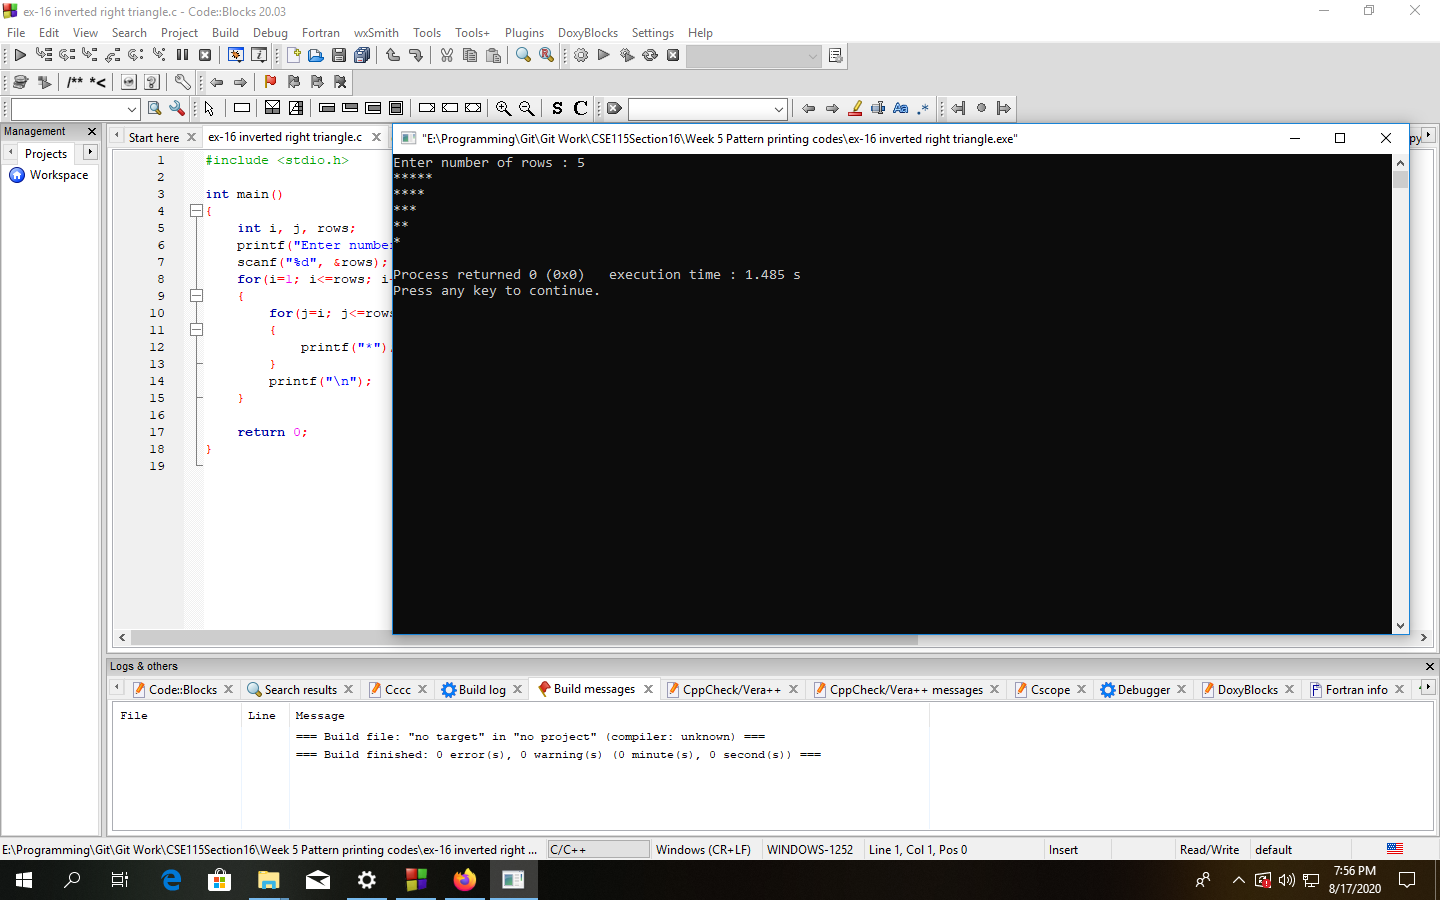 ex-16 inverted right triangle.c - Code::Blocks 20.03
File Edit View Search Project Build Debug Fortran wxSmith Tools Tools+ Plugins DoxyBlocks Settings Help
/** *<
S C
Aa .*
Management
Projects
Workspace
Start here
ex-16 inverted right triangle.c
1 #include <stdio.h>
2
3 int main()
4 {
5 int i, j, rows;
6 printf("Enter number
7 scanf("%d", &rows);
8 for(i=1; i<=rows; i
9 {
10 for(j=i; j<=rows
11 {
12 printf("*")
13 }
14 printf("\n");
15 }
16
17 return 0;
18 }
19
"E:\Programming\Git\Git Work\CSE115Section16\Week 5 Pattern printing codes\ex-16 inverted right triangle.exe"
py
Enter number of rows : 5
*****
****
***
**
*
Process returned 0 (0x0) execution time : 1.485 s
Press any key to continue.
Logs & others
Code::Blocks Search results Cccc Build log Build messages CppCheck/Vera++ CppCheck/Vera++ messages Cscope Debugger DoxyBlocks Fortran info
File Line Message
=== Build file: "no target" in "no project" (compiler: unknown) ===
=== Build finished: 0 error(s), 0 warning(s) (0 minute(s), 0 second(s)) ===
E:\Programming\Git\Git Work\CSE115Section16\Week 5 Pattern printing codes\ex-16 inverted right ... C/C++ Windows (CR+LF) WINDOWS-1252 Line 1, Col 1, Pos 0 Insert Read/Write default
7:56 PM
8/17/2020